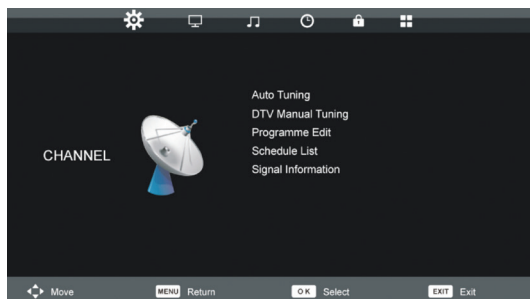 CHANNEL
Auto Tuning
DTV Manual Tuning
Programme Edit
Schedule List
Signal Information
Move MENU Return OK Select EXIT Exit